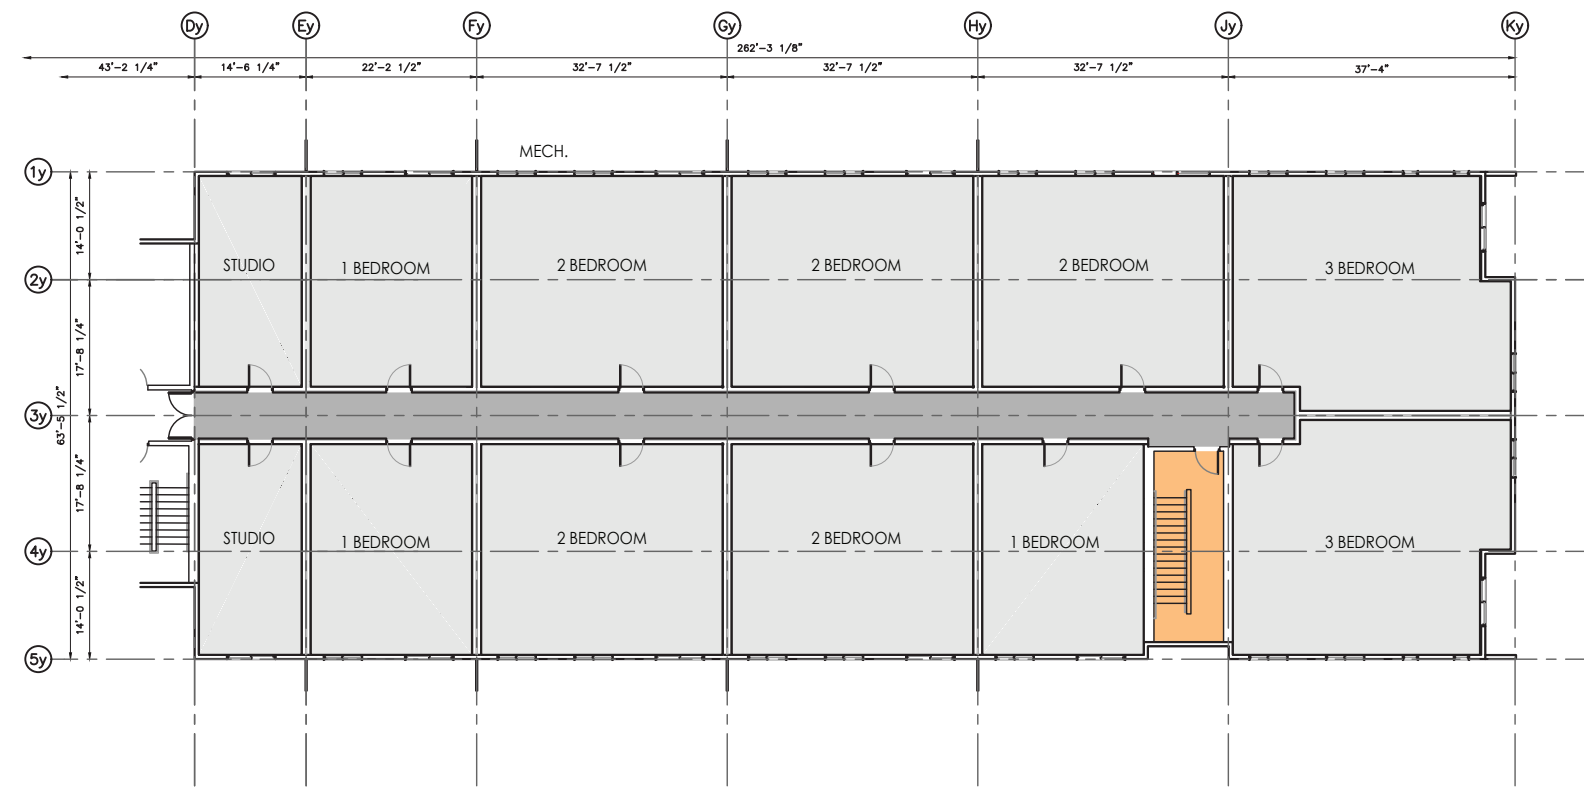 Dy Ey Fy Gy Hy Jy Ky
262'-3 1/8"
43'-2 1/4" 14'-6 1/4" 22'-2 1/2" 32'-7 1/2" 32'-7 1/2" 32'-7 1/2" 37'-4"
MECH.
1y
14'-0 1/2"
STUDIO 1 BEDROOM 2 BEDROOM 2 BEDROOM 2 BEDROOM 3 BEDROOM
2y
17'-8 1/4"
3y
63'-5 1/2"
17'-8 1/4"
STUDIO 1 BEDROOM 2 BEDROOM 2 BEDROOM 1 BEDROOM 3 BEDROOM
4y
14'-0 1/2"
5y